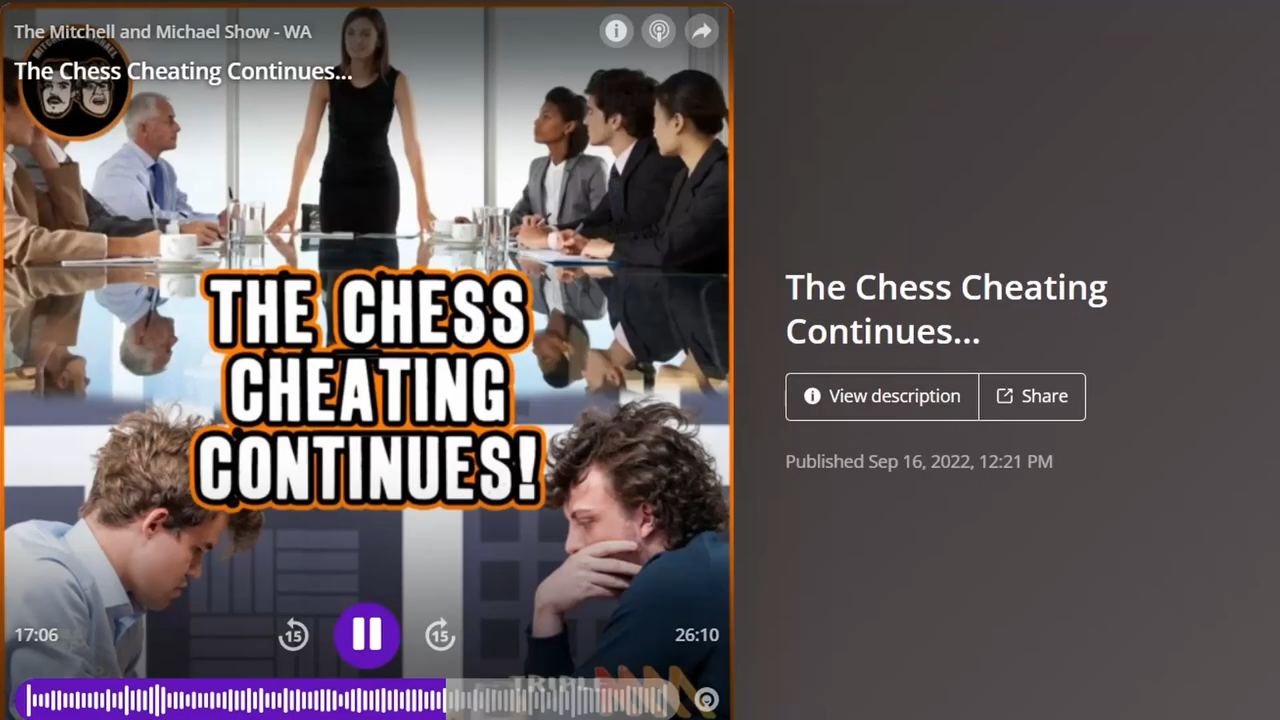 The Mitchell and Michael Show - WA
The Chess Cheating Continues...
THE CHESS
CHEATING
CONTINUES!
17:06
15
15
26:10
TRIPLE
The Chess Cheating
Continues...
View description
Share
Published Sep 16, 2022, 12:21 PM